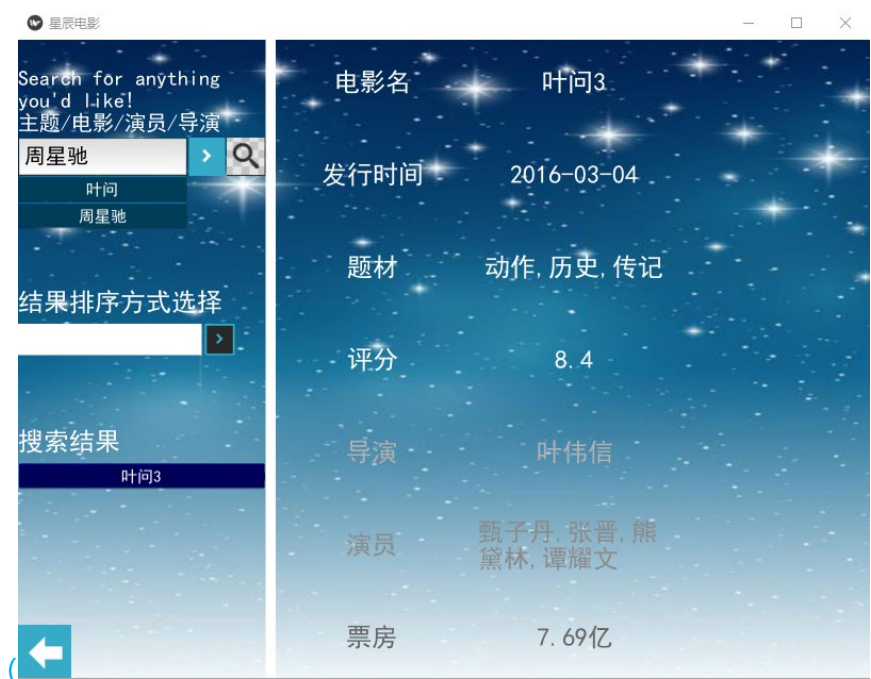 星辰电影
Search for anything
you'd like!
主题/电影/演员/导演
周星驰
叶问
周星驰
结果排序方式选择
搜索结果
叶问3
电影名 叶问3
发行时间 2016-03-04
题材 动作,历史,传记
评分 8.4
导演 叶伟信
演员 甄子丹,张晋,熊
黛林,谭耀文
票房 7.69亿
(